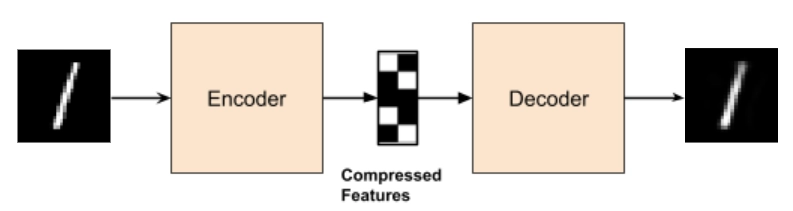 Encoder
Decoder
Compressed
Features